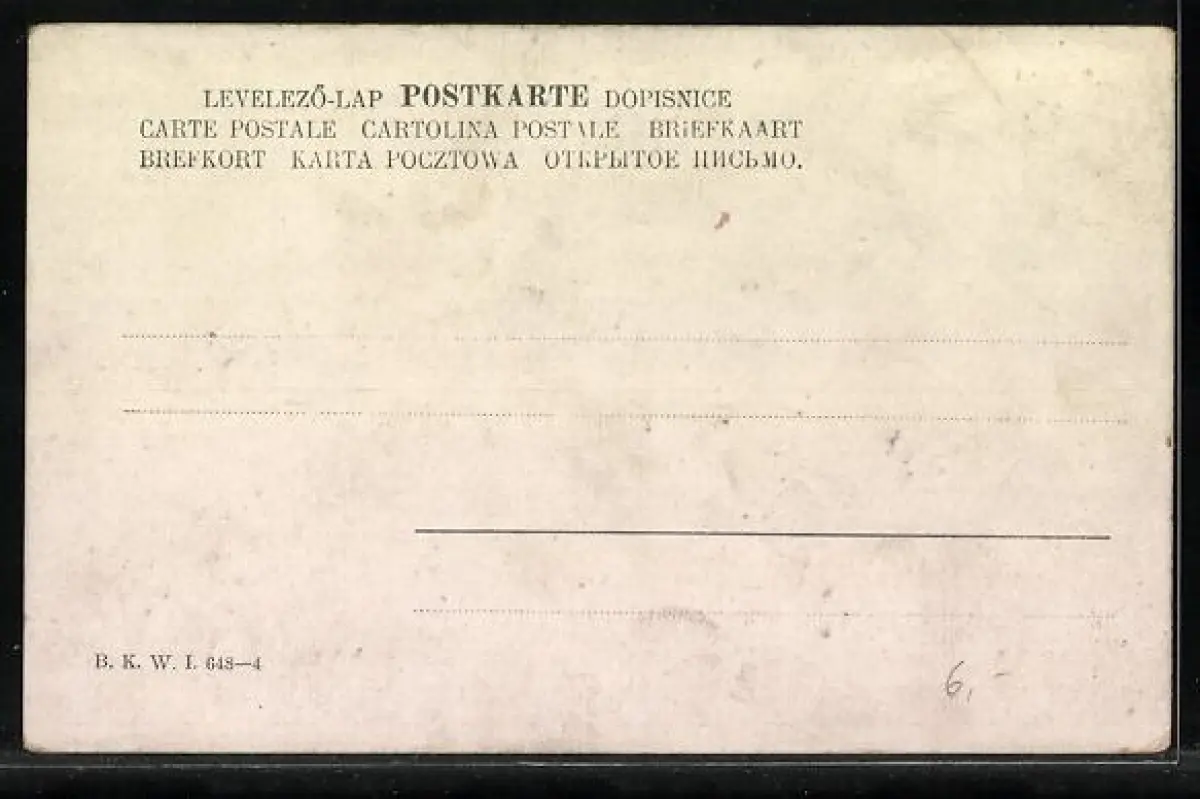 LEVELEZŐ-LAP POSTKARTE DOPISNICE
CARTE POSTALE CARTOLINA POSTALE BRIEFKAART
BREFKORT KARTA POCZTOWA ОТКРЫТОЕ ПИСЬМО.
B. K. W. I. 648—4
6,-